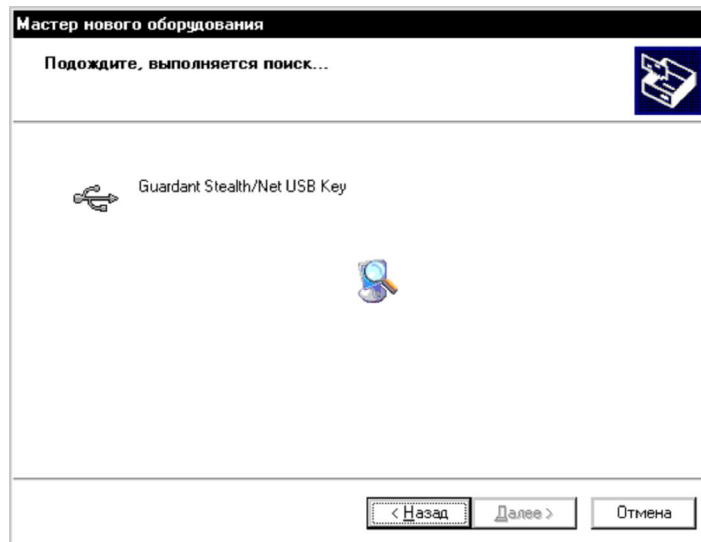 Мастер нового оборудования
Подождите, выполняется поиск...
Guardant Stealth/Net USB Key
< Назад
Далее >
Отмена